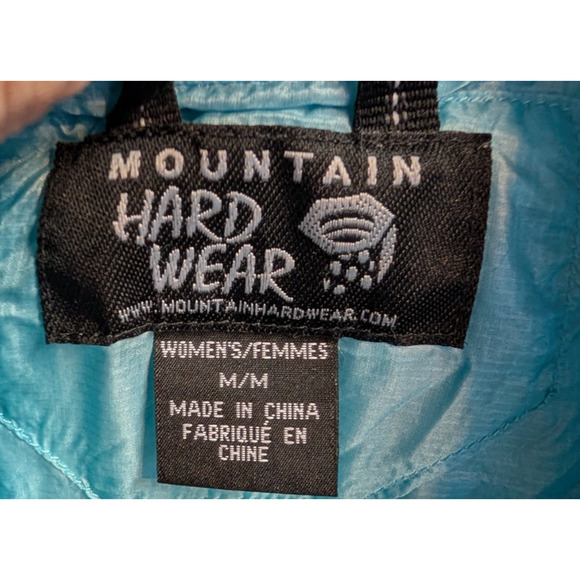 MOUNTAIN
HARD
WEAR
WWW.MOUNTAINHARDWEAR.COM
WOMEN'S/FEMMES
M/M
MADE IN CHINA
FABRIQUÉ EN
CHINE